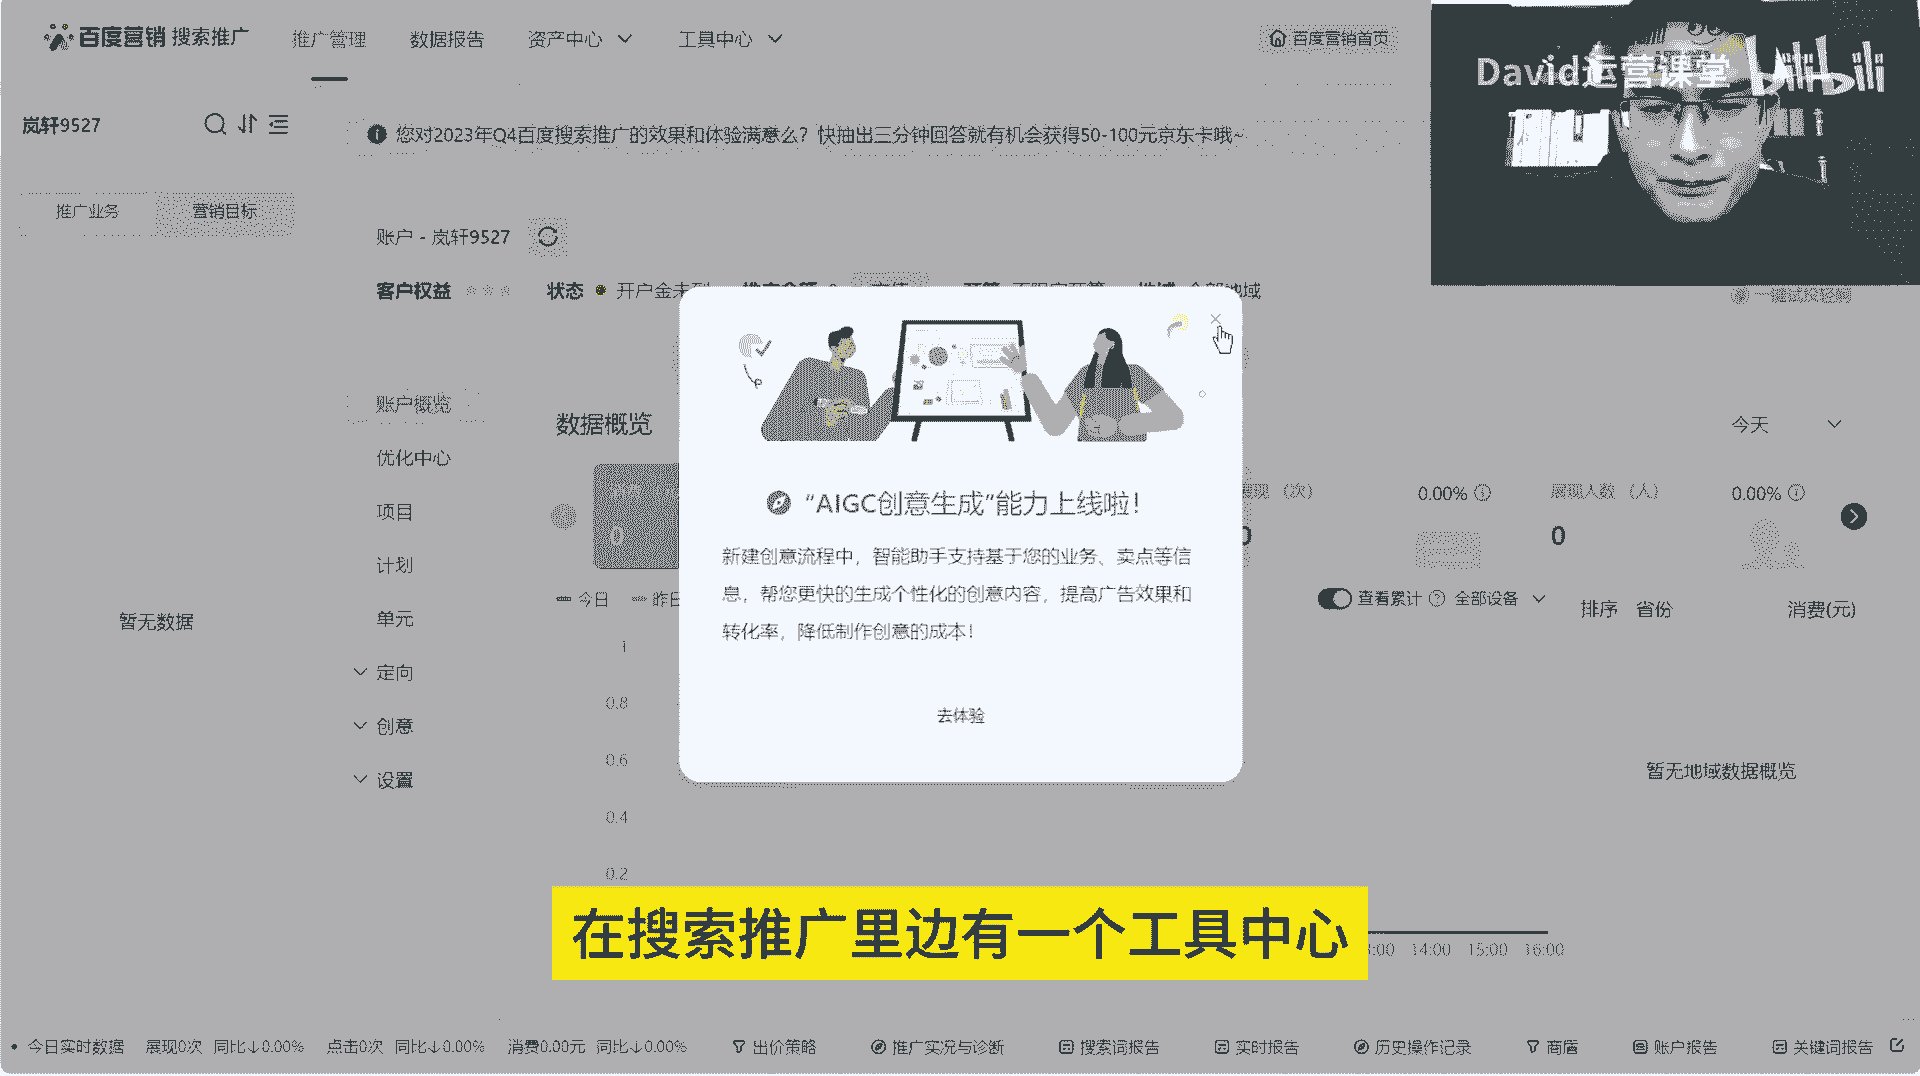 百度营销 搜索推广
推广管理
数据报告
资产中心
工具中心
百度营销首页
David运营课堂
bilibili
岚轩9527
您对2023年Q4百度搜索推广的效果和体验满意么？快抽出三分钟回答就有机会获得50-100元京东卡哦~
推广业务
营销目标
账户 - 岚轩9527
客户权益
状态
开户金未到
全部地域
账户概览
数据概览
今天
优化中心
“AIGC创意生成”能力上线啦！
展现（次）
0.00%
展现人数（人）
0.00%
项目
0
0
0
新建创意流程中，智能助手支持基于您的业务、卖点等信
息，帮您更快的生成个性化的创意内容，提高广告效果和
转化率，降低制作创意的成本！
计划
今日
昨日
查看累计
全部设备
排序
省份
消费(元)
单元
暂无数据
1
定向
0.8
去体验
创意
0.6
暂无地域数据概览
设置
0.4
0.2
在搜索推广里边有一个工具中心
14:00
15:00
16:00
今日实时数据
展现0次
同比↓0.00%
点击0次
同比↓0.00%
消费0.00元
同比↓0.00%
出价策略
推广实况与诊断
搜索词报告
实时报告
历史操作记录
商盾
账户报告
关键词报告